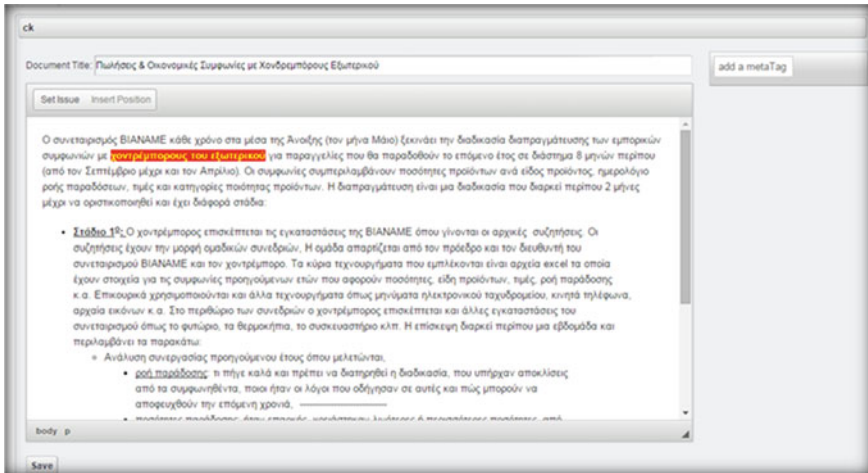 ck
Document Title: Πωλήσεις & Οικονομικές Συμφωνίες με Χονδρεμπόρους Εξωτερικού
add a metaTag
Set Issue Insert Position
Ο συνεταιρισμός ΒΙΑΝΑΜΕ κάθε χρόνο στα μέσα της Άνοιξης (τον μήνα Μάιο) ξεκινάει την διαδικασία διαπραγμάτευσης των εμπορικών
συμφωνιών με χοντρέμπορους του εξωτερικού για παραγγελίες που θα παραδοθούν το επόμενο έτος σε διάστημα 8 μηνών περίπου
(από τον Σεπτέμβριο μέχρι και τον Απρίλιο). Οι συμφωνίες συμπεριλαμβάνουν ποσότητες προϊόντων ανά είδος προϊόντος, ημερολόγιο
ροής παραδόσεων, τιμές και κατηγορίες ποιότητας προϊόντων. Η διαπραγμάτευση είναι μια διαδικασία που διαρκεί περίπου 2 μήνες
μέχρι να οριστικοποιηθεί και έχει διάφορά στάδια:
• Στάδιο 1º: Ο χοντρέμπορος επισκέπτεται τις εγκαταστάσεις της ΒΙΑΝΑΜΕ όπου γίνονται οι αρχικές συζητήσεις. Οι
συζητήσεις έχουν την μορφή ομαδικών συνεδριών, Η ομάδα απαρτίζεται από τον πρόεδρο και τον διευθυντή του
συνεταιρισμού ΒΙΑΝΑΜΕ και τον χοντρέμπορο. Τα κύρια τεχνουργήματα που εμπλέκονται είναι αρχεία excel τα οποία
έχουν στοιχεία για τις συμφωνίες προηγούμενων ετών που αφορούν ποσότητες, είδη προϊόντων, τιμές, ροή παράδοσης
κ.α. Επικουρικά χρησιμοποιούνται και άλλα τεχνουργήματα όπως μηνύματα ηλεκτρονικού ταχυδρομείου, κινητά τηλέφωνα,
αρχεία εικόνων κ.α. Στο περιθώριο των συνεδριών ο χοντρέμπορος επισκέπτεται και άλλες εγκαταστάσεις του
συνεταιρισμού όπως το φυτώριο, τα θερμοκήπια, το συσκευαστήριο κλπ. Η επίσκεψη διαρκεί περίπου μια εβδομάδα και
περιλαμβάνει τα παρακάτω:
◦ Ανάλυση συνεργασίας προηγούμενου έτους όπου μελετώνται,
▪ ροή παράδοσης: τι πήγε καλά και πρέπει να διατηρηθεί η διαδικασία, που υπήρχαν αποκλίσεις
από τα συμφωνηθέντα, ποιοι ήταν οι λόγοι που οδήγησαν σε αυτές και πώς μπορούν να
αποφευχθούν την επόμενη χρονιά,
▪ ποσότητες παράδοσης: ήταν επαρκής, χρειάστηκαν λιγότερες ή περισσότερες ποσότητες, από
body p
Save